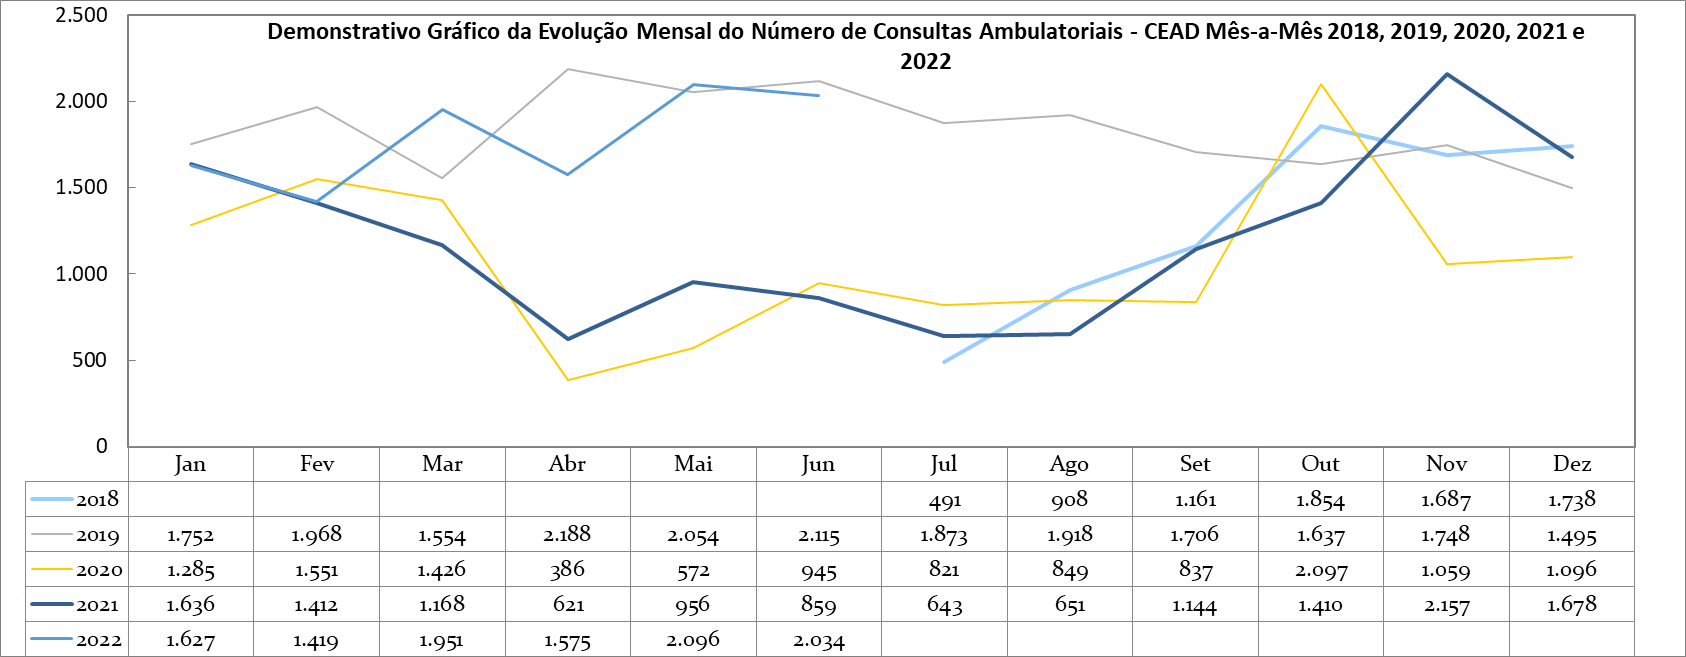 Demonstrativo Gráfico da Evolução Mensal do Número de Consultas Ambulatoriais - CEAD Mês-a-Mês 2018, 2019, 2020, 2021 e
2022
2.500
2.000
1.500
1.000
500
0
Jan Fev Mar Abr Mai Jun Jul Ago Set Out Nov Dez
2018 491 908 1.161 1.854 1.687 1.738
2019 1.752 1.968 1.554 2.188 2.054 2.115 1.873 1.918 1.706 1.637 1.748 1.495
2020 1.285 1.551 1.426 386 572 945 821 849 837 2.097 1.059 1.096
2021 1.636 1.412 1.168 621 956 859 643 651 1.144 1.410 2.157 1.678
2022 1.627 1.419 1.951 1.575 2.096 2.034